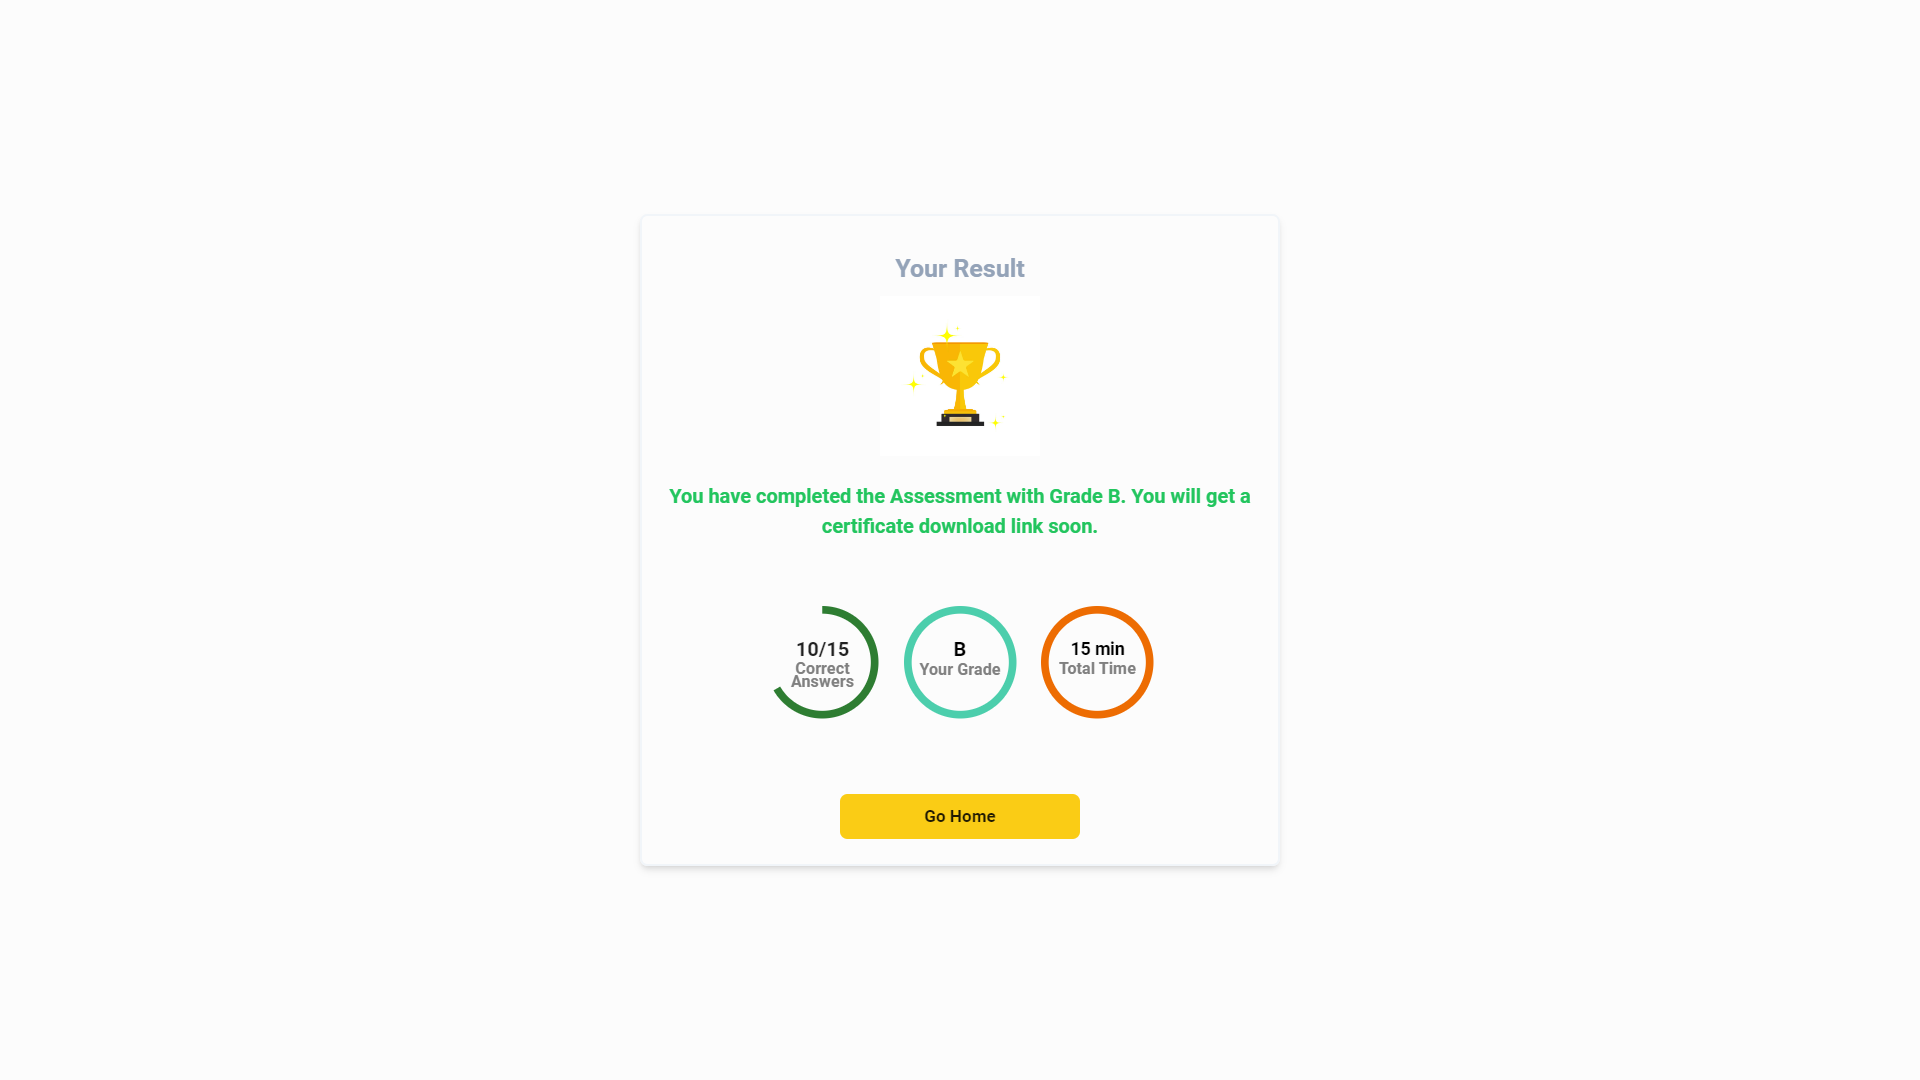 Your Result
You have completed the Assessment with Grade B. You will get a
certificate download link soon.
10/15
Correct
Answers
B
Your Grade
15 min
Total Time
Go Home